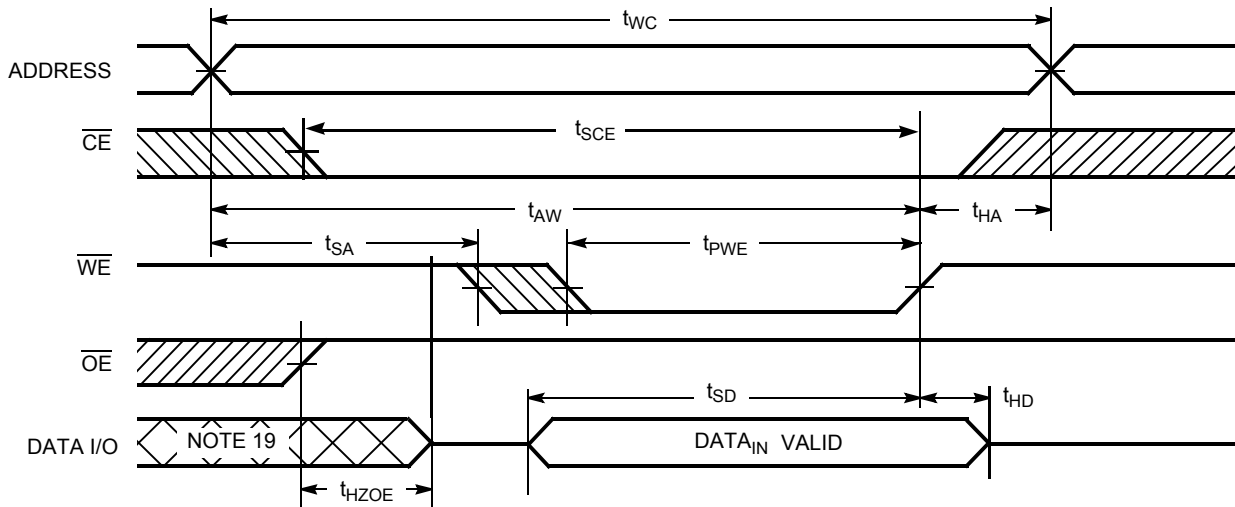 tWC
ADDRESS
CE
tSCE
tAW
tHA
tSA
tPWE
WE
OE
tSD
tHD
DATA I/O
NOTE 19
DATAIN VALID
tHZOE